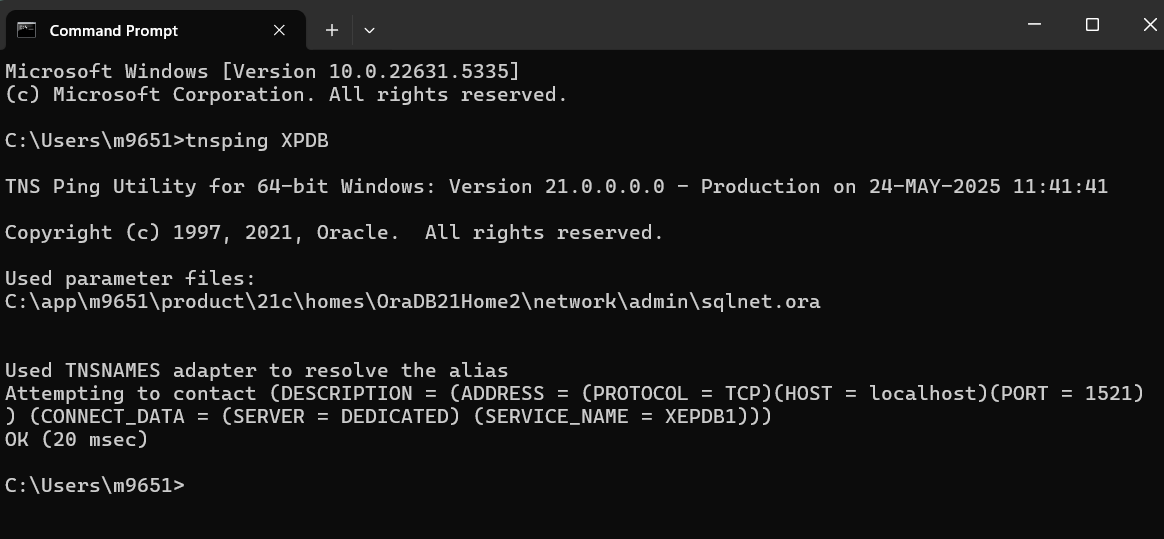 Command Prompt
Microsoft Windows [Version 10.0.22631.5335]
(c) Microsoft Corporation. All rights reserved.
C:\Users\m9651>tnsping XPDB
TNS Ping Utility for 64-bit Windows: Version 21.0.0.0.0 - Production on 24-MAY-2025 11:41:41
Copyright (c) 1997, 2021, Oracle.  All rights reserved.
Used parameter files:
C:\app\m9651\product\21c\homes\OraDB21Home2\network\admin\sqlnet.ora
Used TNSNAMES adapter to resolve the alias
Attempting to contact (DESCRIPTION = (ADDRESS = (PROTOCOL = TCP)(HOST = localhost)(PORT = 1521)
) (CONNECT_DATA = (SERVER = DEDICATED) (SERVICE_NAME = XEPDB1)))
OK (20 msec)
C:\Users\m9651>